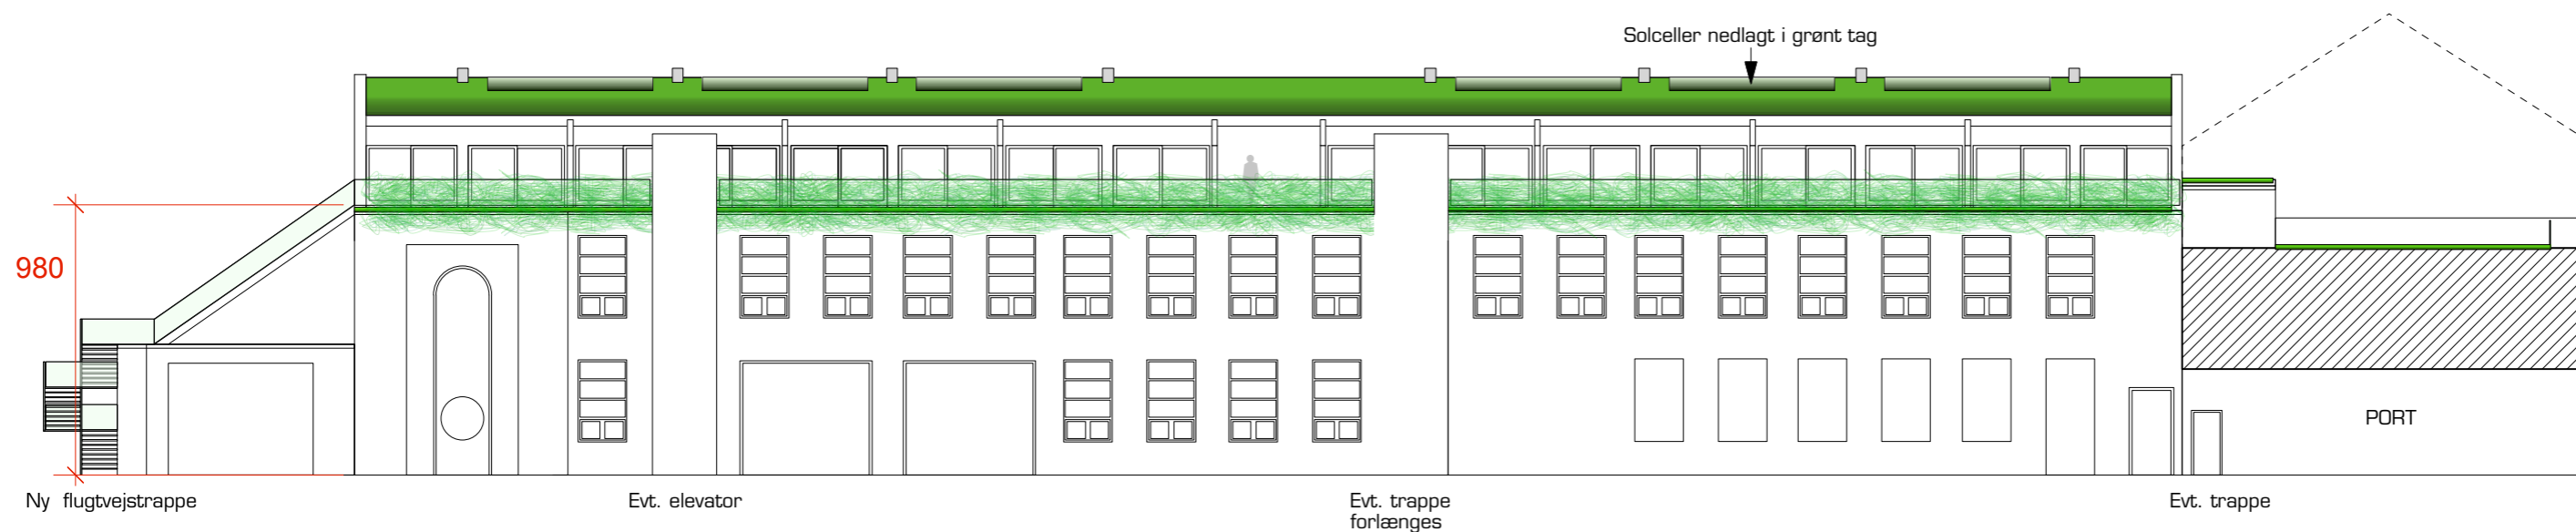 Solceller nedlagt i grønt tag
980
PORT
Ny flugtvejstrappe
Evt. elevator
Evt. trappe
forlænges
Evt. trappe